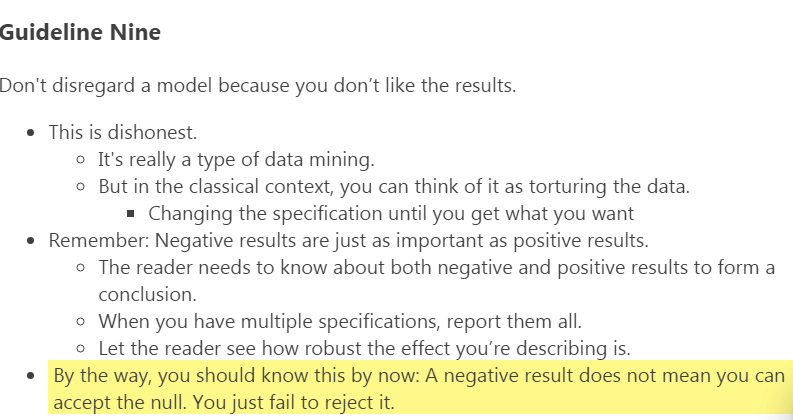 Guideline Nine
Don't disregard a model because you don’t like the results.
This is dishonest.
It's really a type of data mining.
But in the classical context, you can think of it as torturing the data.
Changing the specification until you get what you want
Remember: Negative results are just as important as positive results.
The reader needs to know about both negative and positive results to form a
conclusion.
When you have multiple specifications, report them all.
Let the reader see how robust the effect you’re describing is.
By the way, you should know this by now: A negative result does not mean you can
accept the null. You just fail to reject it.